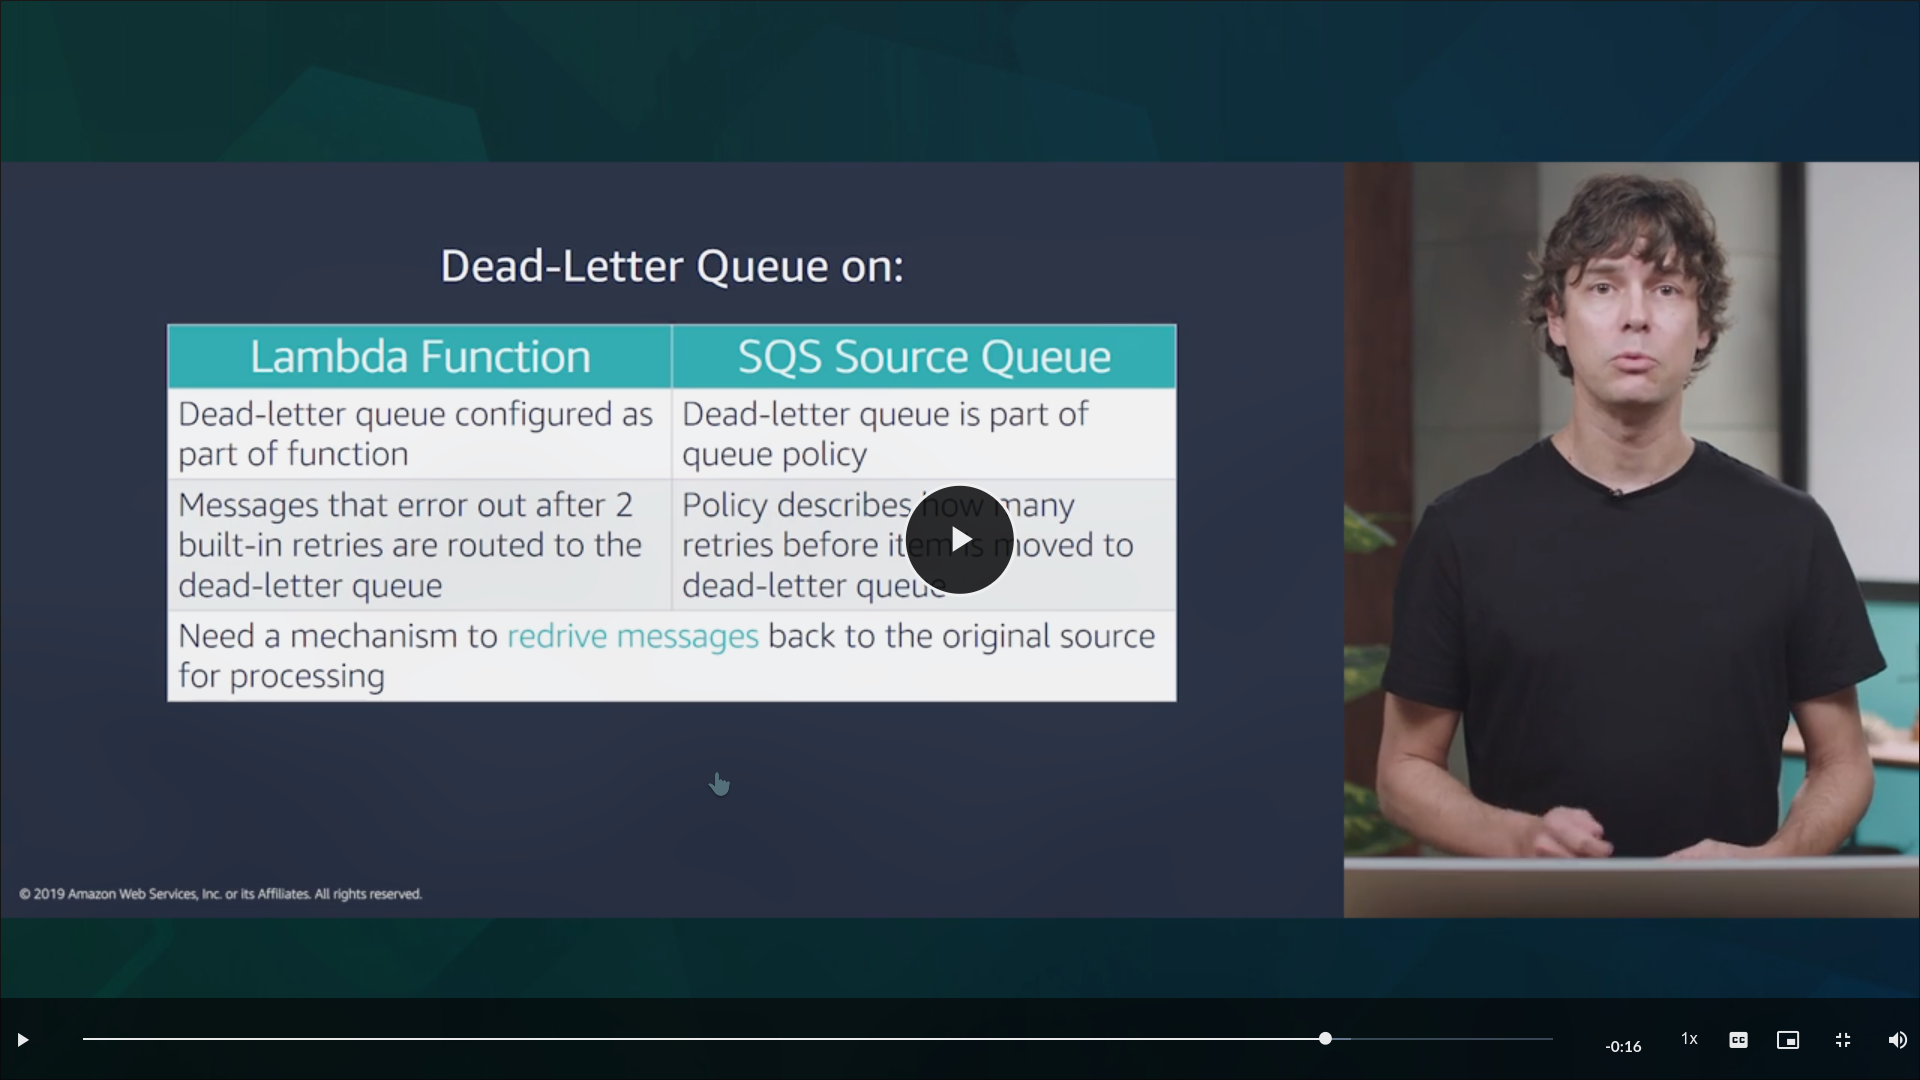 Dead-Letter Queue on:
Lambda Function
SQS Source Queue
Dead-letter queue configured as
part of function
Dead-letter queue is part of
queue policy
Messages that error out after 2
built-in retries are routed to the
dead-letter queue
Policy describes how many
retries before item is moved to
dead-letter queue
Need a mechanism to redrive messages back to the original source
for processing
© 2019 Amazon Web Services, Inc. or its Affiliates. All rights reserved.
-0:16
1x
CC